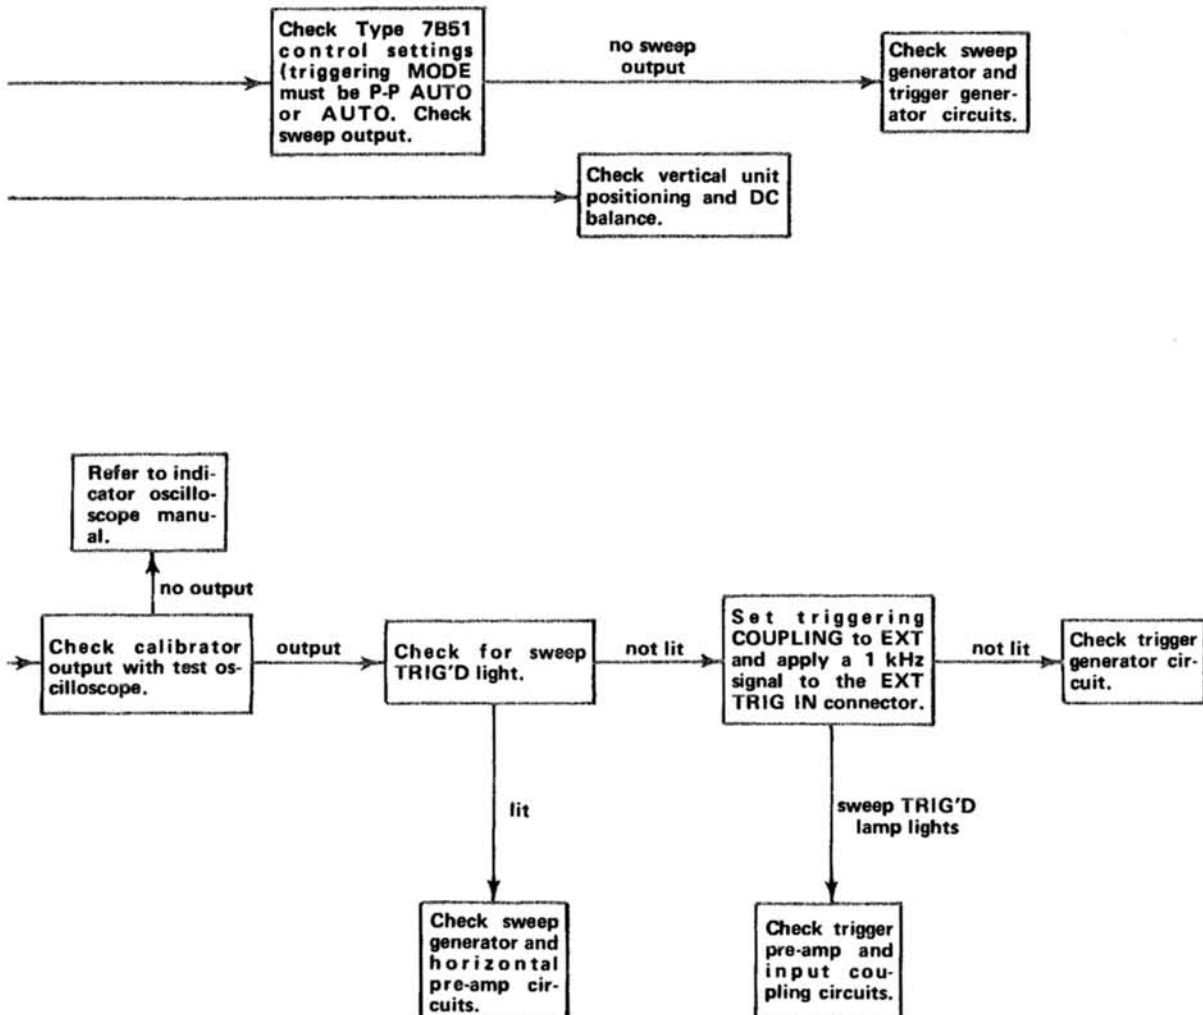 Check Type 7B51
control settings
(triggering MODE
must be P-P AUTO
or AUTO. Check
sweep output.
no sweep
output
Check sweep
generator and
trigger gener-
ator circuits.
Check vertical unit
positioning and DC
balance.
Refer to indi-
cator oscillo-
scope manu-
al.
no output
Check calibrator
output with test os-
cilloscope.
output
Check for sweep
TRIG'D light.
not lit
Set triggering
COUPLING to EXT
and apply a 1 kHz
signal to the EXT
TRIG IN connector.
not lit
Check trigger
generator cir-
cuit.
lit
sweep TRIG'D
lamp lights
Check sweep
generator and
horizontal
pre-amp cir-
cuits.
Check trigger
pre-amp and
input cou-
pling circuits.